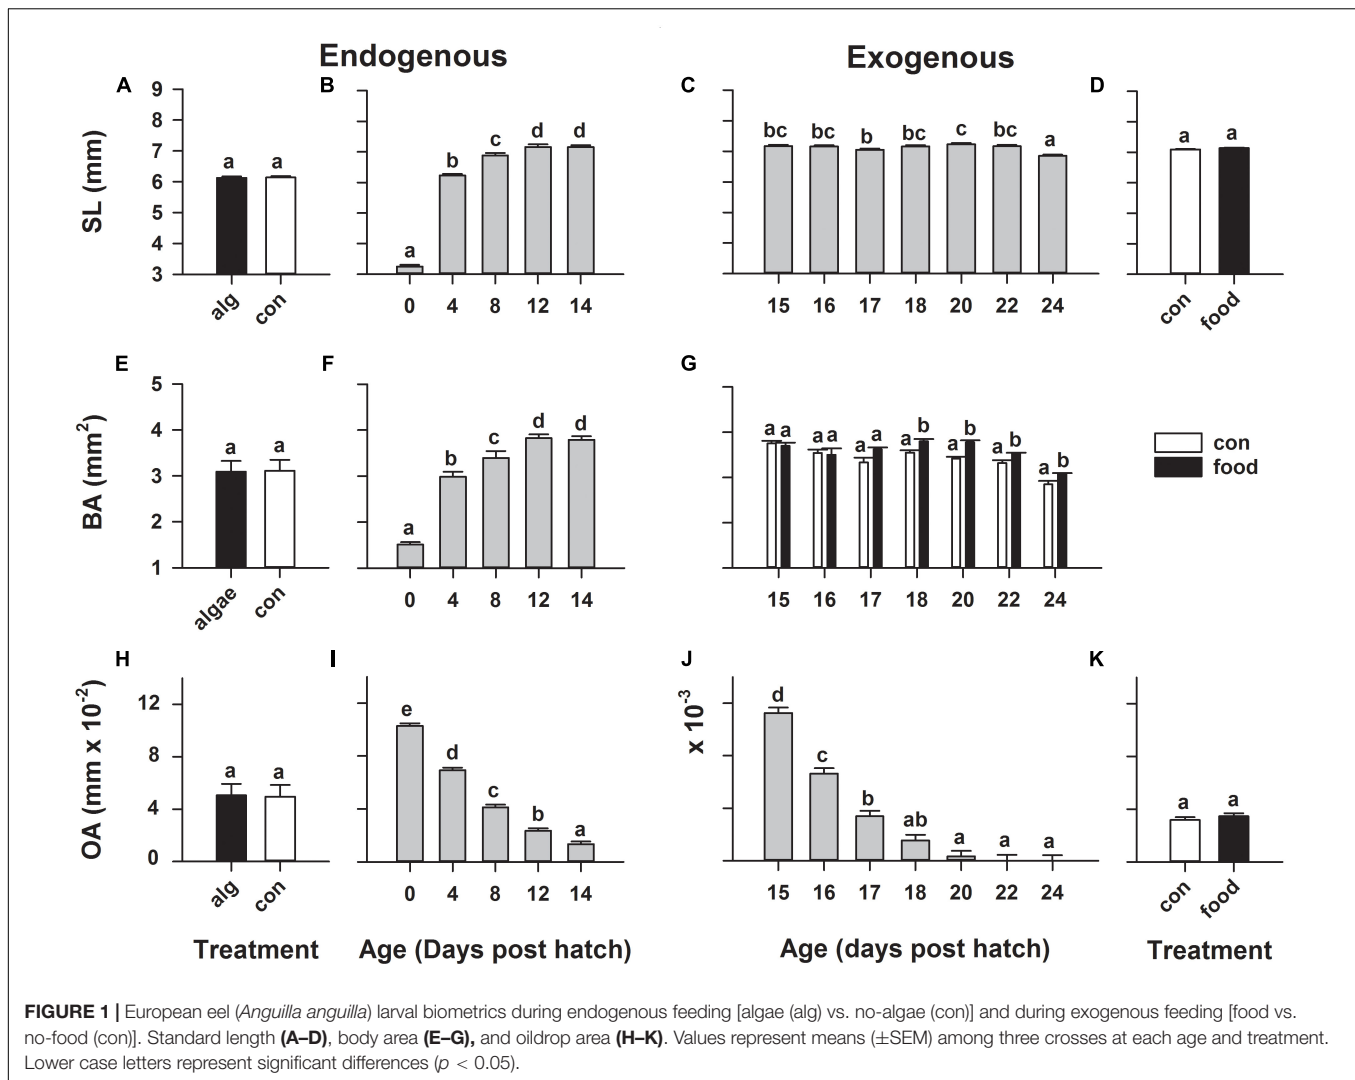 Endogenous
Exogenous
A
B
C
D
SL (mm)
9
8
7
6
5
4
3
a a
a b c d d
bc bc b bc c bc a
a a
alg con
0 4 8 12 14
15 16 17 18 20 22 24
con food
E
F
G
BA (mm²)
5
4
3
2
1
a a
a b c d d
a a a a a a a b a b a b a b
con
food
algae con
0 4 8 12 14
15 16 17 18 20 22 24
H
I
J
K
OA (mm x 10⁻²)
12
8
4
0
x 10⁻³
a a
e d c b a
d c b ab a a a
a a
alg con
0 4 8 12 14
15 16 17 18 20 22 24
con food
Treatment
Age (Days post hatch)
Age (days post hatch)
Treatment
FIGURE 1 | European eel (Anguilla anguilla) larval biometrics during endogenous feeding [algae (alg) vs. no-algae (con)] and during exogenous feeding [food vs.
no-food (con)]. Standard length (A–D), body area (E–G), and oildrop area (H–K). Values represent means (±SEM) among three crosses at each age and treatment.
Lower case letters represent significant differences (p < 0.05).